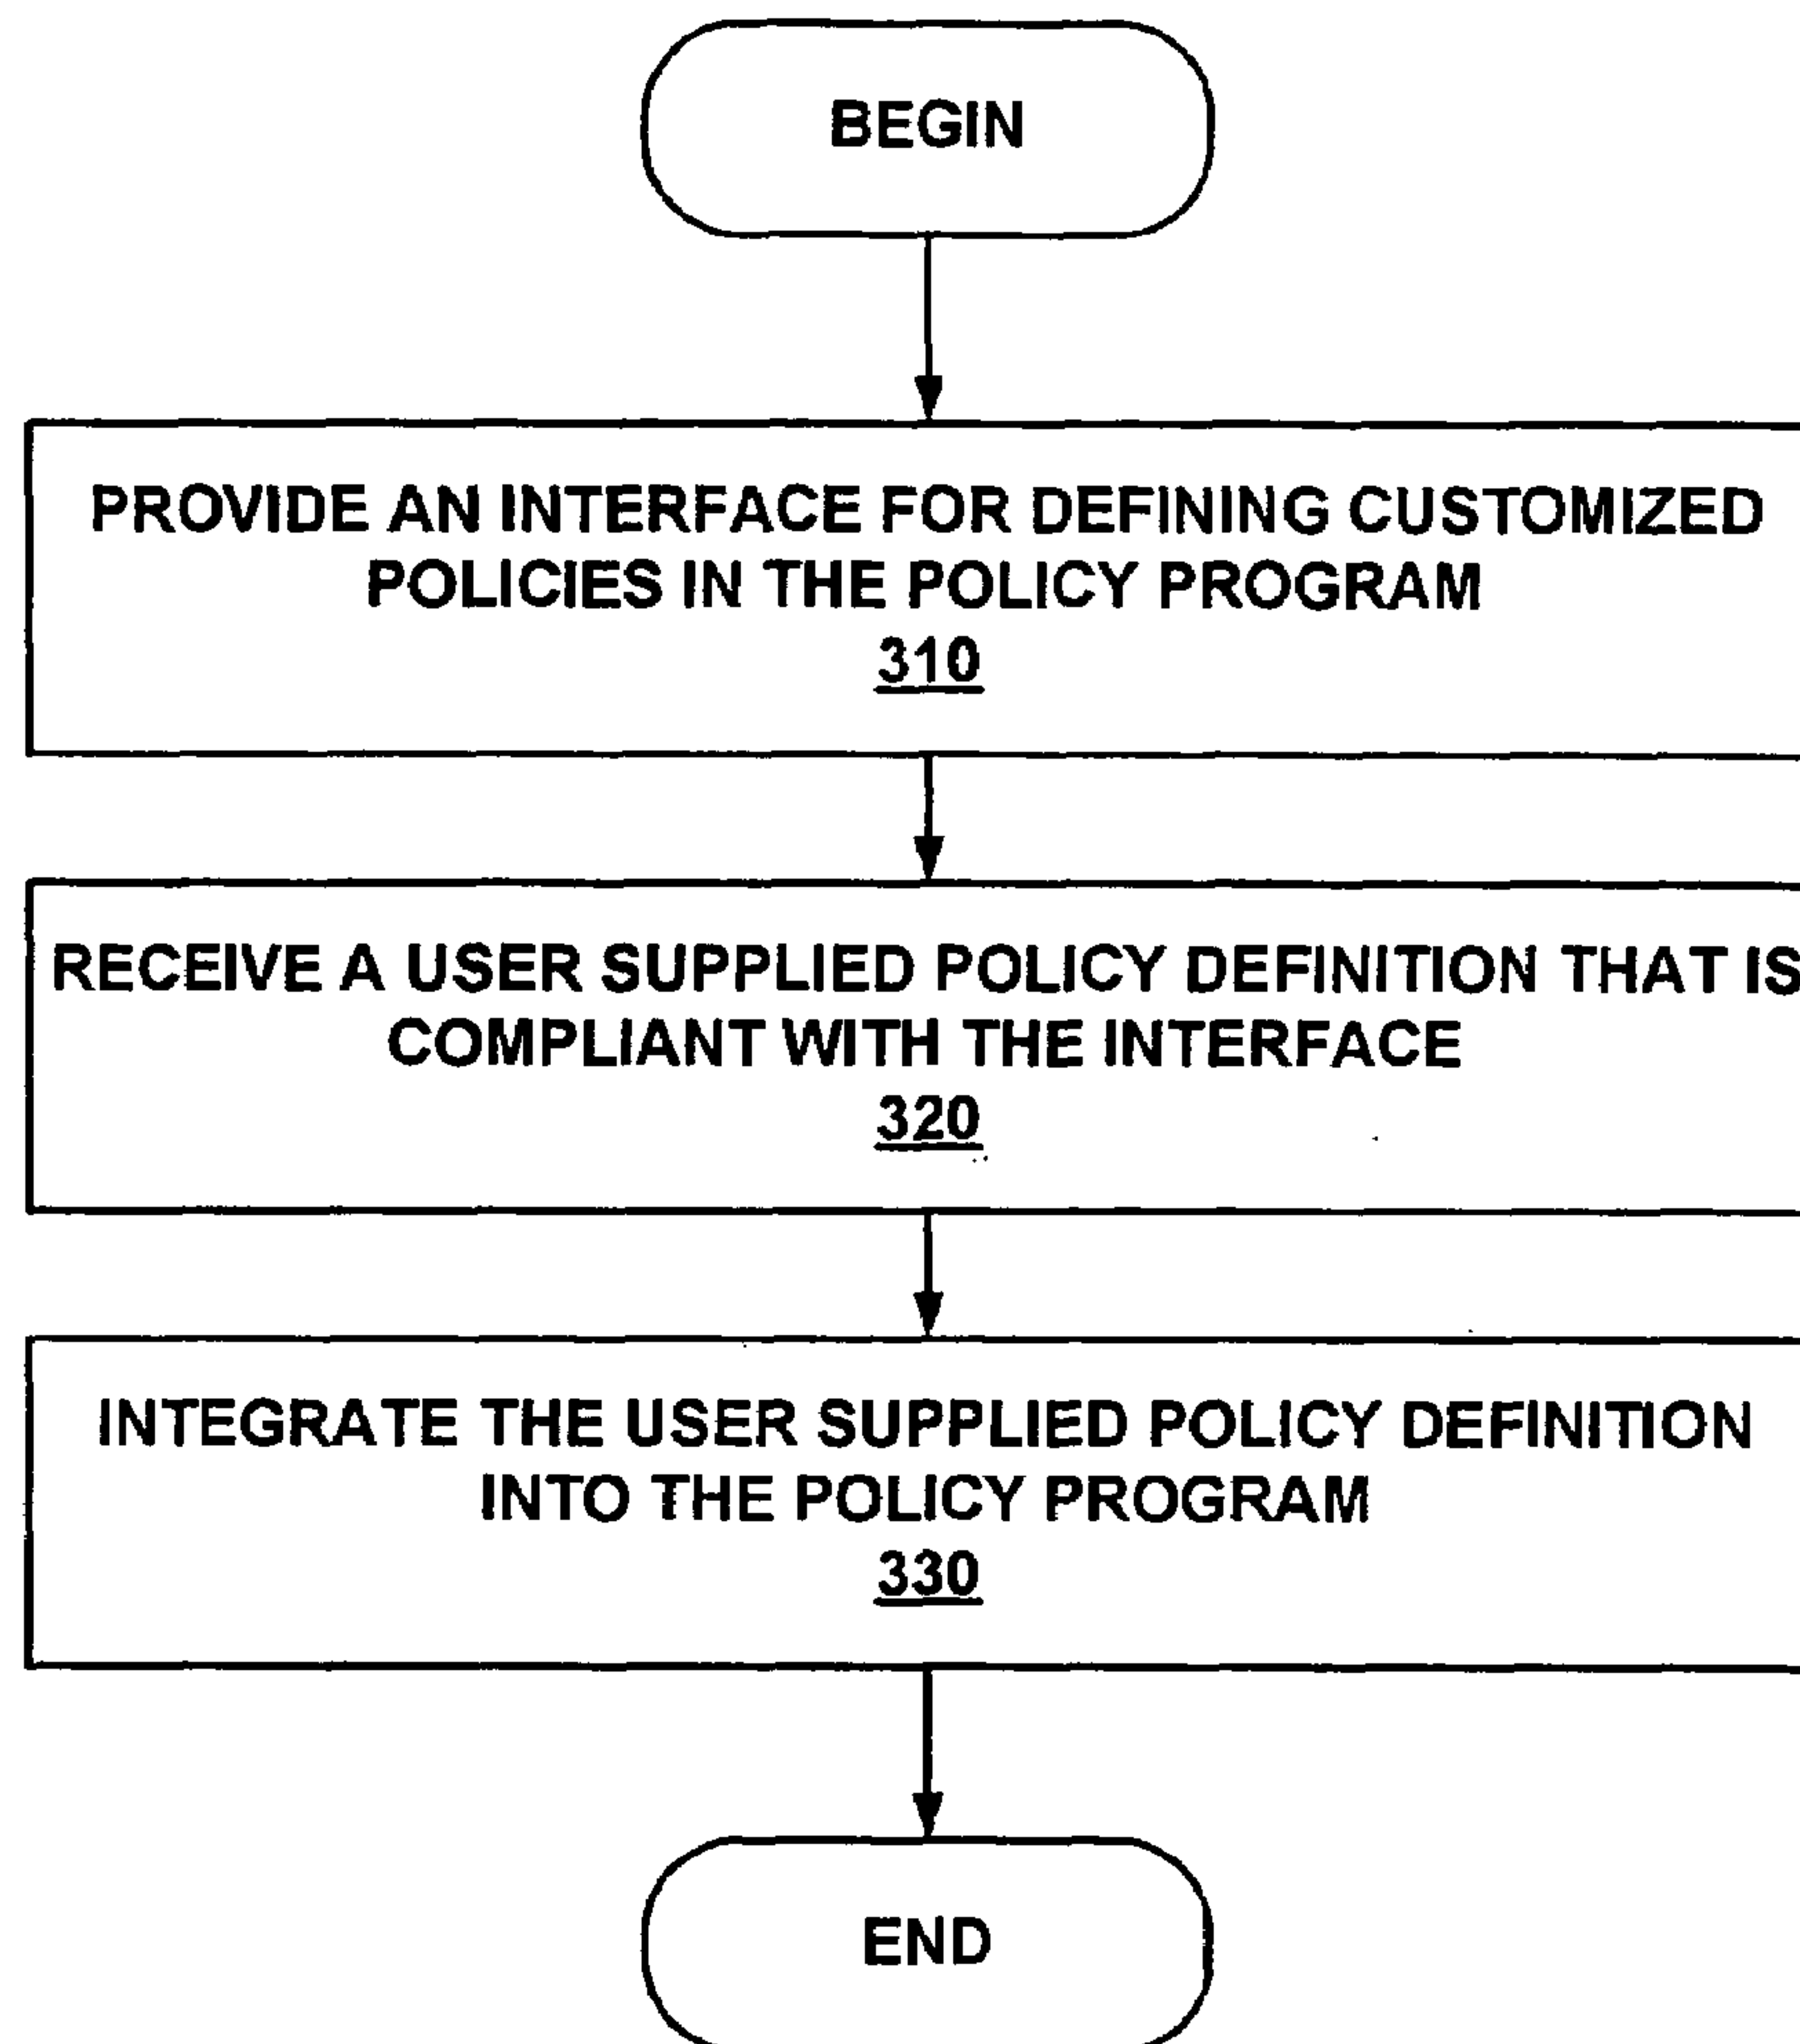 BEGIN
PROVIDE AN INTERFACE FOR DEFINING CUSTOMIZED
POLICIES IN THE POLICY PROGRAM
310
RECEIVE A USER SUPPLIED POLICY DEFINITION THAT IS
COMPLIANT WITH THE INTERFACE
320
INTEGRATE THE USER SUPPLIED POLICY DEFINITION
INTO THE POLICY PROGRAM
330
END